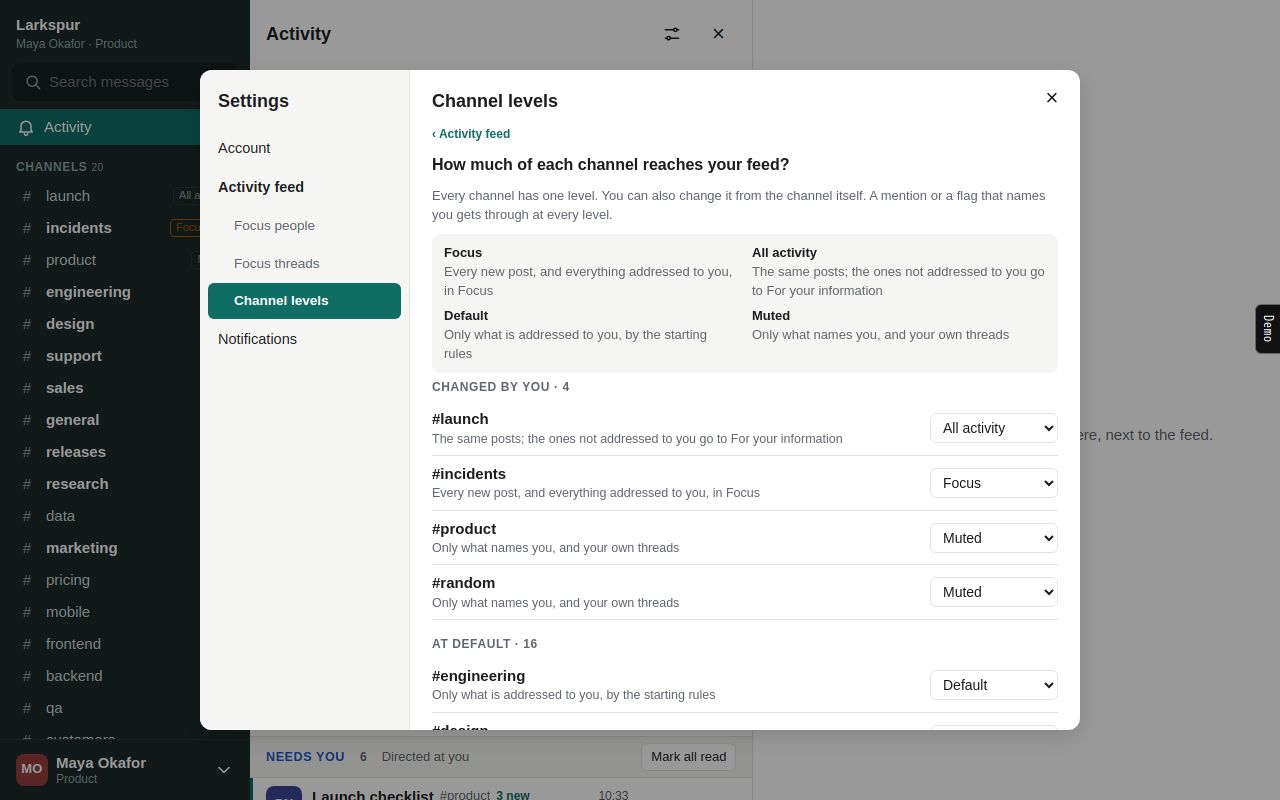 Larkspur
Maya Okafor · Product
Search messages
Activity
CHANNELS 20
# launch
# incidents
# product
# engineering
# design
# support
# sales
# general
# releases
# research
# data
# marketing
# pricing
# mobile
# frontend
# backend
# qa
# customers
MO
Maya Okafor
Product
Activity
×
Settings
Account
Activity feed
Focus people
Focus threads
Channel levels
Notifications
Channel levels
×
‹ Activity feed
How much of each channel reaches your feed?
Every channel has one level. You can also change it from the channel itself. A mention or a flag that names
you gets through at every level.
Focus
Every new post, and everything addressed to you,
in Focus
All activity
The same posts; the ones not addressed to you go
to For your information
Default
Only what is addressed to you, by the starting
rules
Muted
Only what names you, and your own threads
CHANGED BY YOU · 4
#launch
The same posts; the ones not addressed to you go to For your information
All activity
#incidents
Every new post, and everything addressed to you, in Focus
Focus
#product
Only what names you, and your own threads
Muted
#random
Only what names you, and your own threads
Muted
AT DEFAULT · 16
#engineering
Only what is addressed to you, by the starting rules
Default
#design
next to the feed.
Demo
NEEDS YOU 6 Directed at you
Mark all read
Launch checklist #product 3 new 10:33